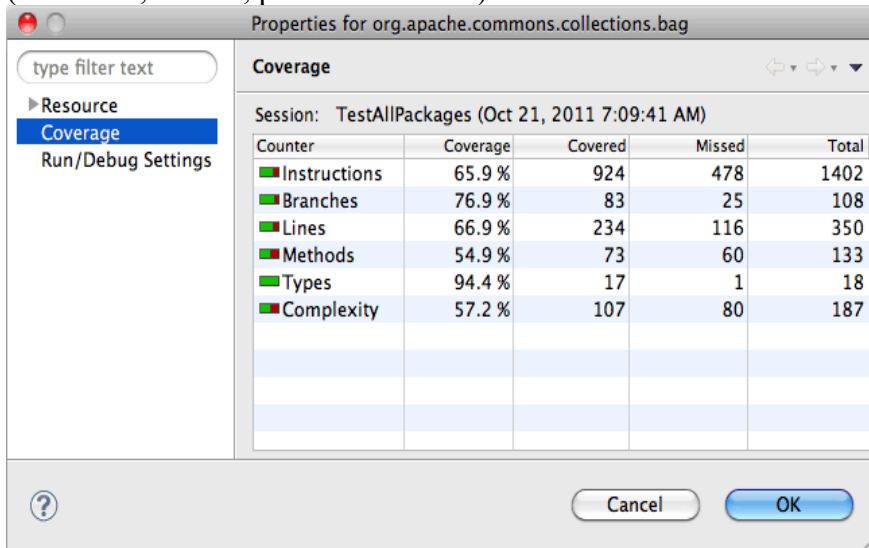 Properties for org.apache.commons.collections.bag
type filter text
Resource
Coverage
Run/Debug Settings
Coverage
Session: TestAllPackages (Oct 21, 2011 7:09:41 AM)
Counter Coverage Covered Missed Total
Instructions 65.9 % 924 478 1402
Branches 76.9 % 83 25 108
Lines 66.9 % 234 116 350
Methods 54.9 % 73 60 133
Types 94.4 % 17 1 18
Complexity 57.2 % 107 80 187
? Cancel OK